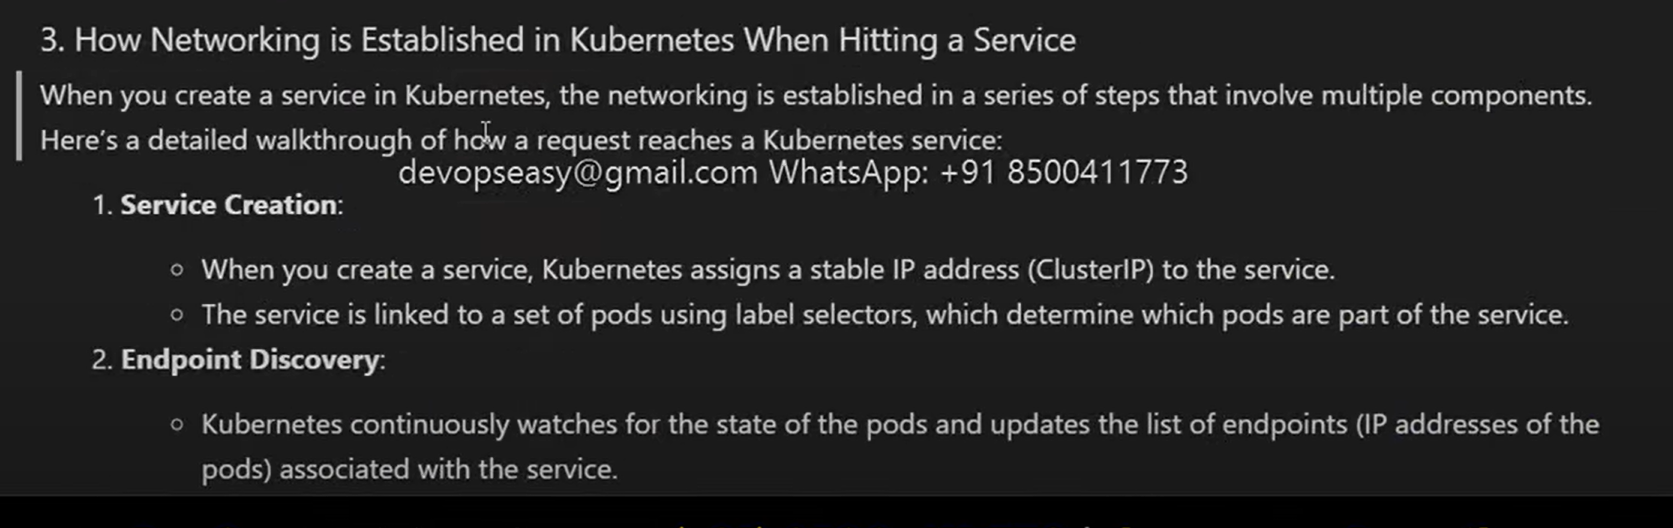 3. How Networking is Established in Kubernetes When Hitting a Service
When you create a service in Kubernetes, the networking is established in a series of steps that involve multiple components.
Here's a detailed walkthrough of how a request reaches a Kubernetes service:
devopseasy@gmail.com WhatsApp: +91 8500411773
1. Service Creation:
○ When you create a service, Kubernetes assigns a stable IP address (ClusterIP) to the service.
○ The service is linked to a set of pods using label selectors, which determine which pods are part of the service.
2. Endpoint Discovery:
○ Kubernetes continuously watches for the state of the pods and updates the list of endpoints (IP addresses of the
pods) associated with the service.